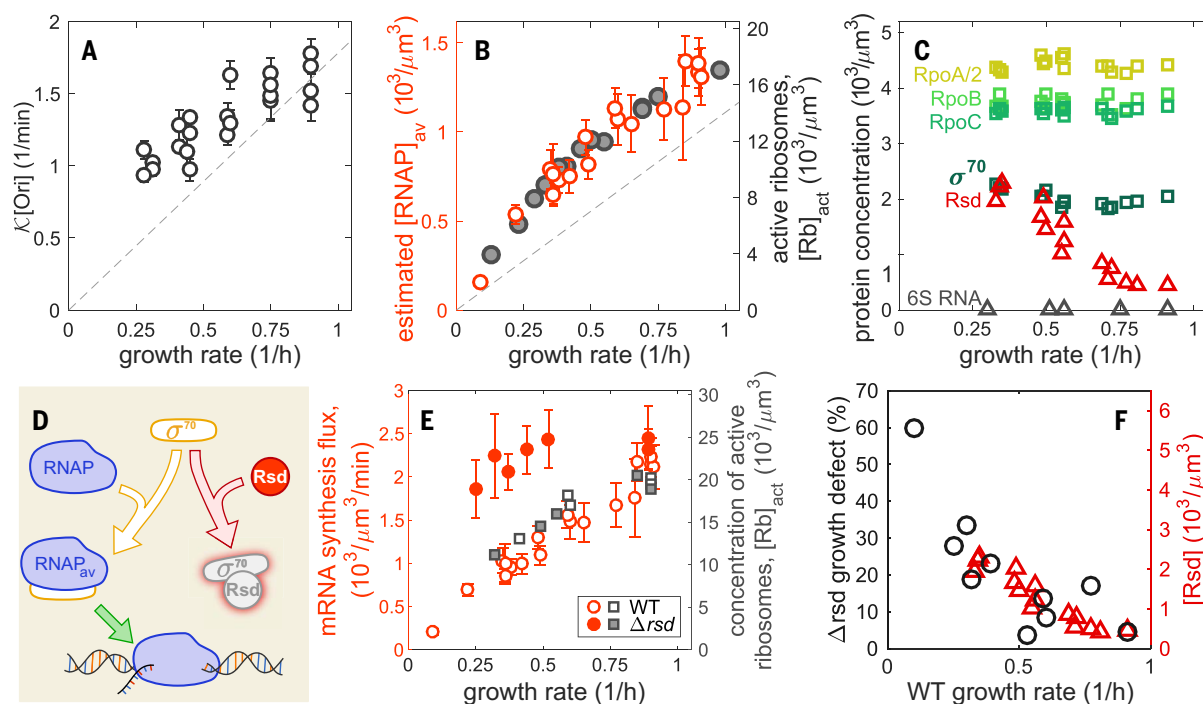 A
𝒦[Ori] (1/min)
2
1.5
1
0.5
0
0 0.25 0.5 0.75 1
growth rate (1/h)
B
estimated [RNAP]av (10³/μm³)
1.5
1
0.5
0
20
16
12
8
4
0
active ribosomes,
[Rb]act (10³/μm³)
0 0.25 0.5 0.75 1
growth rate (1/h)
C
protein concentration (10³/μm³)
5
4
3
2
1
0
RpoA/2
RpoB
RpoC
σ⁷⁰
Rsd
6S RNA
0 0.25 0.5 0.75 1
growth rate (1/h)
D
σ⁷⁰
RNAP
Rsd
RNAPav
σ⁷⁰
Rsd
E
mRNA synthesis flux,
(10³/μm³/min)
3
2.5
2
1.5
1
0.5
0
30
25
20
15
10
5
0
concentration of active
ribosomes, [Rb]act (10³/μm³)
WT
Δrsd
0 0.25 0.5 0.75 1
growth rate (1/h)
F
Δrsd growth defect (%)
70
60
50
40
30
20
10
0
6
5
4
3
2
1
0
[Rsd] (10³/μm³)
0.5 1
WT growth rate (1/h)